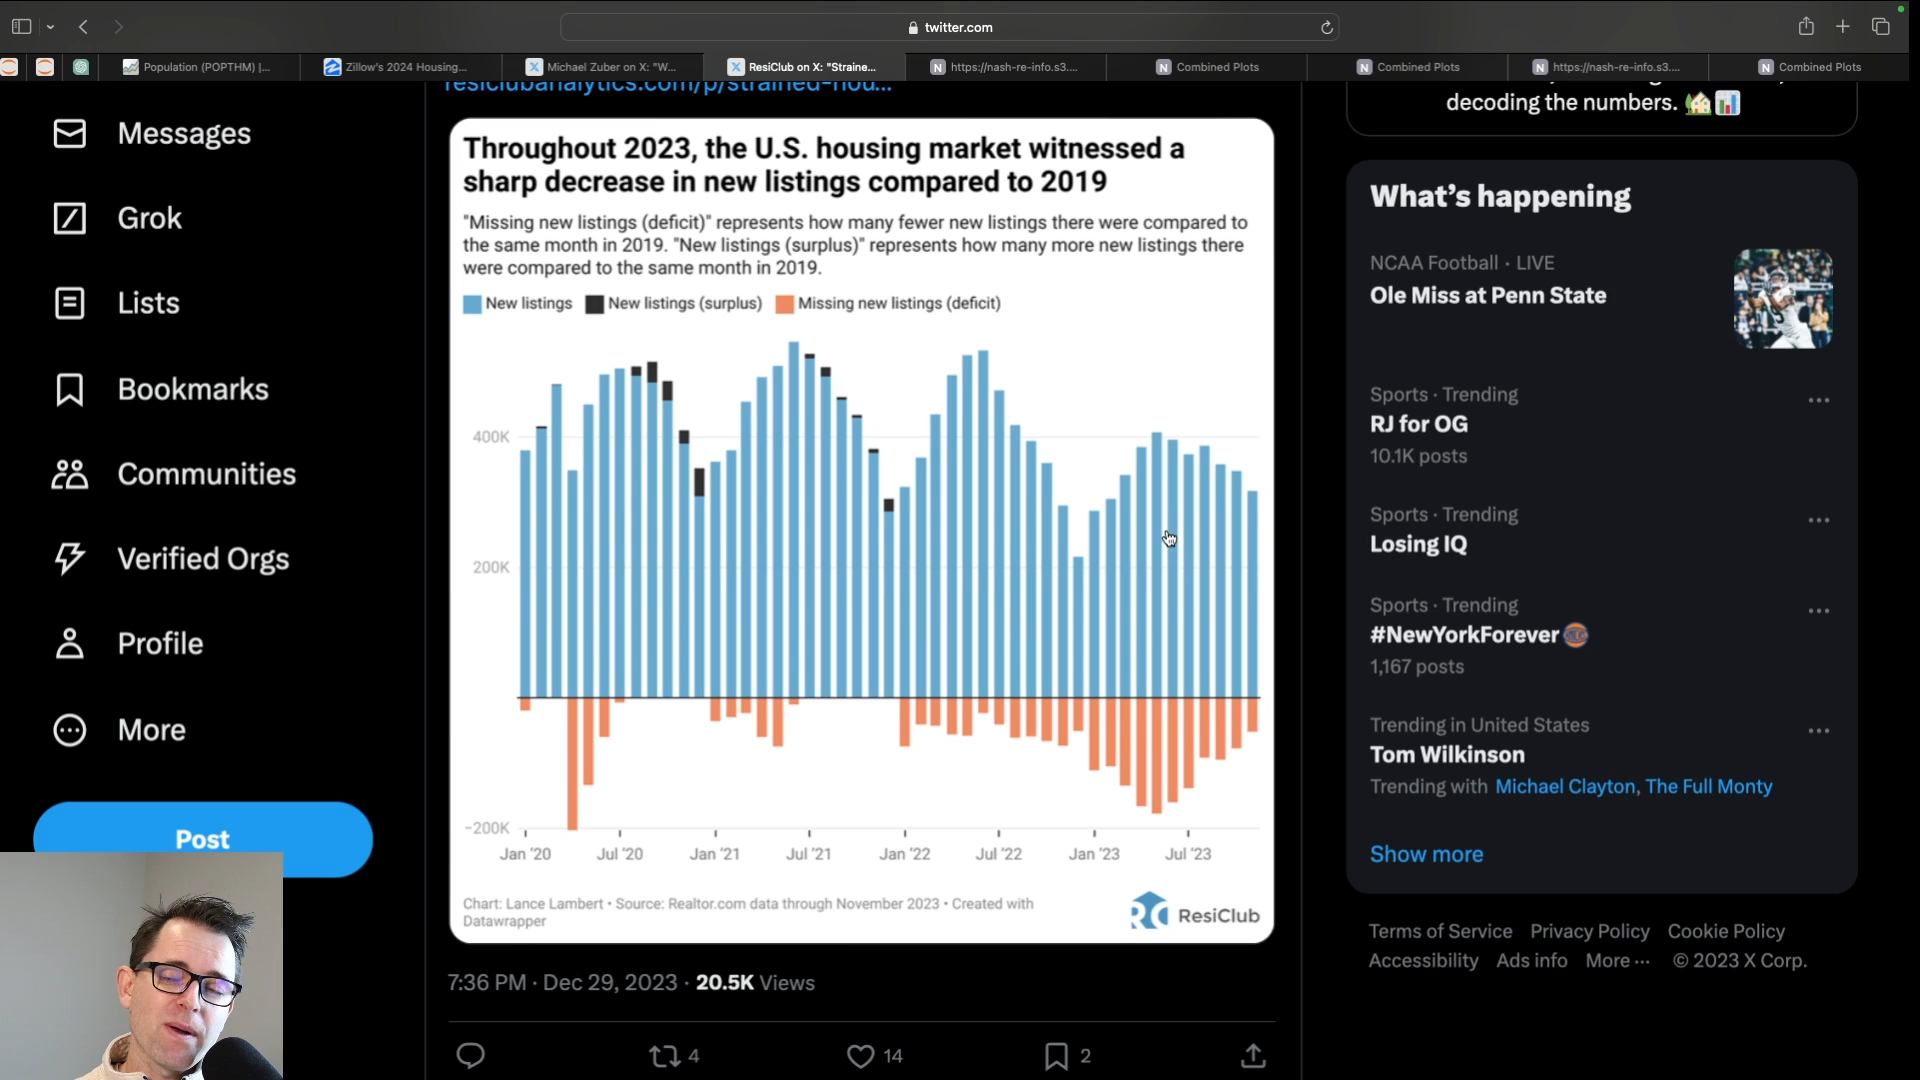 twitter.com
Population (POPTHM) |...
Zillow's 2024 Housing...
Michael Zuber on X: "W...
ResiClub on X: "Straine...
https://nash-re-info.s3....
Combined Plots
Combined Plots
https://nash-re-info.s3....
Combined Plots
Messages
Grok
Lists
Bookmarks
Communities
Verified Orgs
Profile
More
Post
resiclubanalytics.com/p/strained-hou...
Throughout 2023, the U.S. housing market witnessed a
sharp decrease in new listings compared to 2019
"Missing new listings (deficit)" represents how many fewer new listings there were compared to
the same month in 2019. "New listings (surplus)" represents how many more new listings there
were compared to the same month in 2019.
New listings New listings (surplus) Missing new listings (deficit)
400K
200K
-200K
Jan '20 Jul '20 Jan '21 Jul '21 Jan '22 Jul '22 Jan '23 Jul '23
Chart: Lance Lambert • Source: Realtor.com data through November 2023 • Created with
Datawrapper
ResiClub
7:36 PM · Dec 29, 2023 · 20.5K Views
4 14 2
decoding the numbers.
What's happening
NCAA Football · LIVE
Ole Miss at Penn State
Sports · Trending
RJ for OG
10.1K posts
Sports · Trending
Losing IQ
Sports · Trending
#NewYorkForever
1,167 posts
Trending in United States
Tom Wilkinson
Trending with Michael Clayton, The Full Monty
Show more
Terms of Service Privacy Policy Cookie Policy
Accessibility Ads info More ··· © 2023 X Corp.